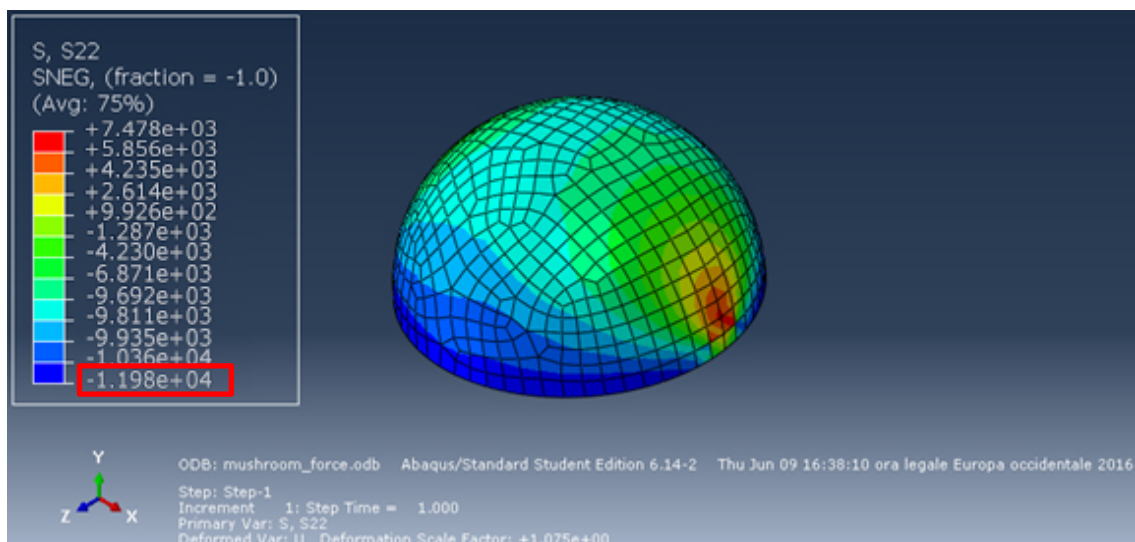 S, S22
SNEG, (fraction = -1.0)
(Avg: 75%)
+7.478e+03
+5.856e+03
+4.235e+03
+2.614e+03
+9.926e+02
-1.287e+03
-4.230e+03
-6.871e+03
-9.692e+03
-9.811e+03
-9.935e+03
-1.036e+04
-1.198e+04
Y
Z X
ODB: mushroom_force.odb Abaqus/Standard Student Edition 6.14-2 Thu Jun 09 16:38:10 ora legale Europa occidentale 2016
Step: Step-1
Increment 1: Step Time = 1.000
Primary Var: S, S22
Deformed Var: U Deformation Scale Factor: +1.075e+00